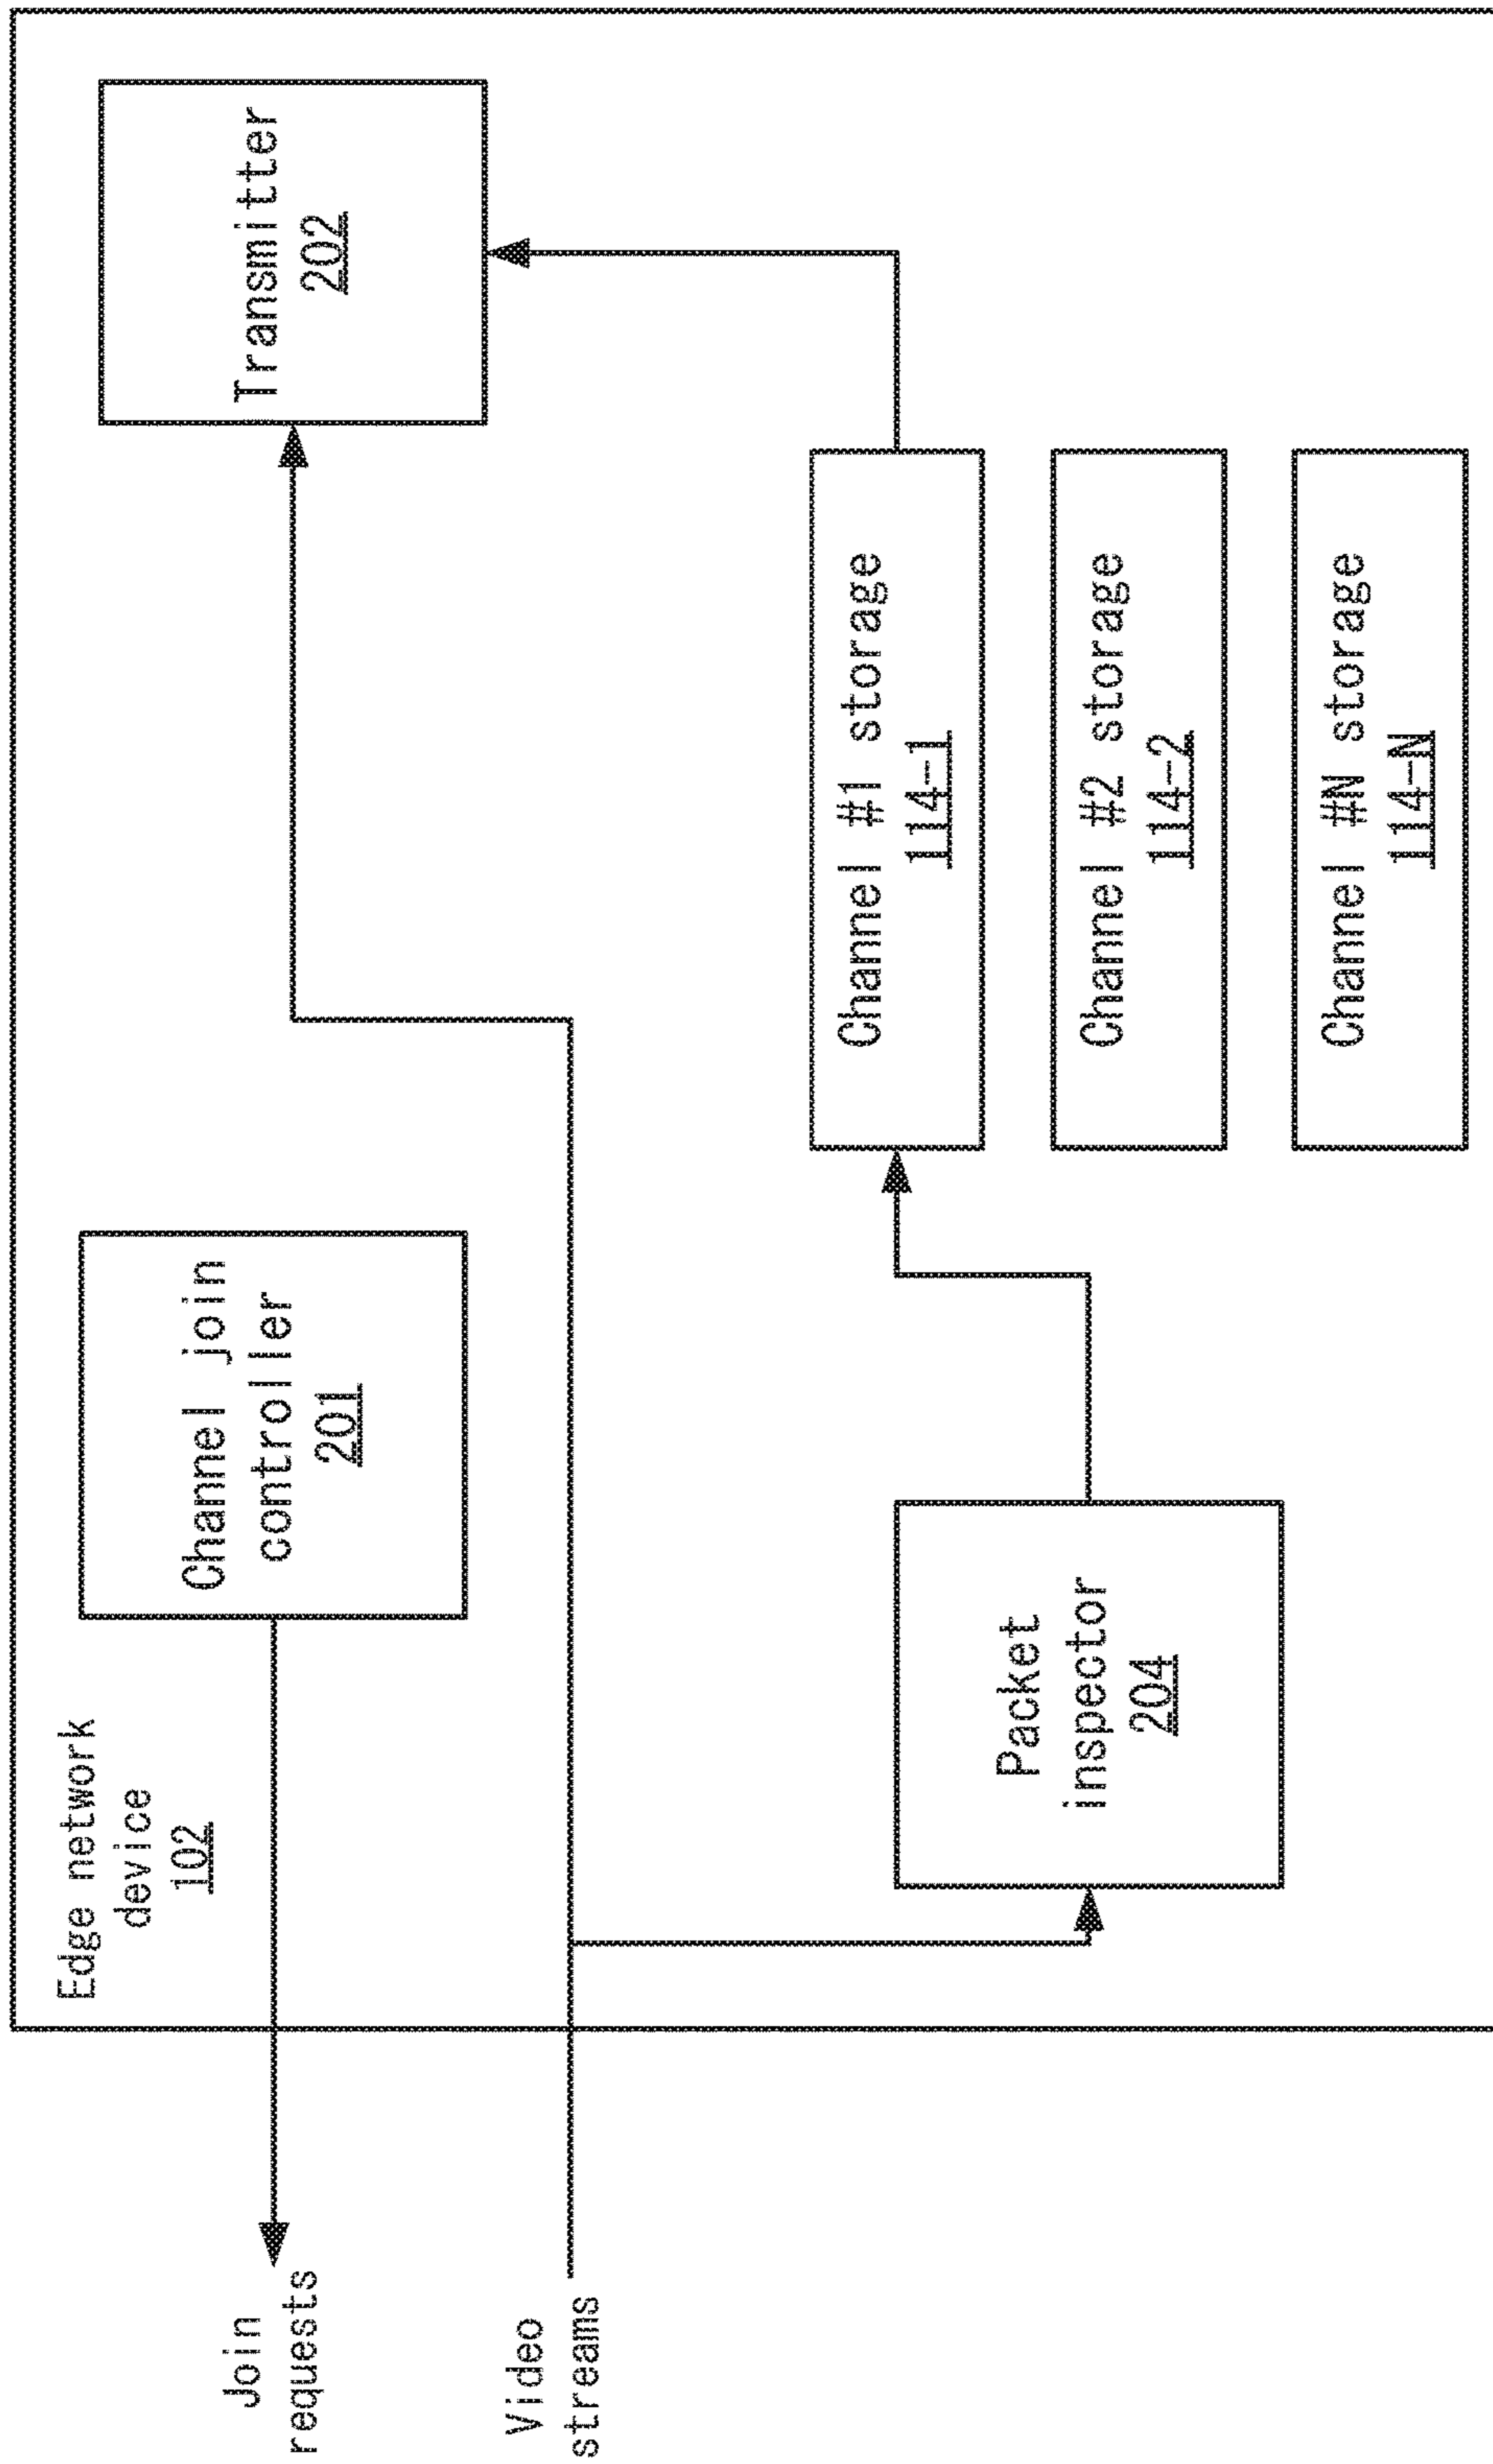 Edge network
device
102
Channel join
controller
201
Transmitter
202
Join
requests
Video
streams
Packet
inspector
204
Channel #1 storage
114-1
Channel #2 storage
114-2
Channel #N storage
114-N